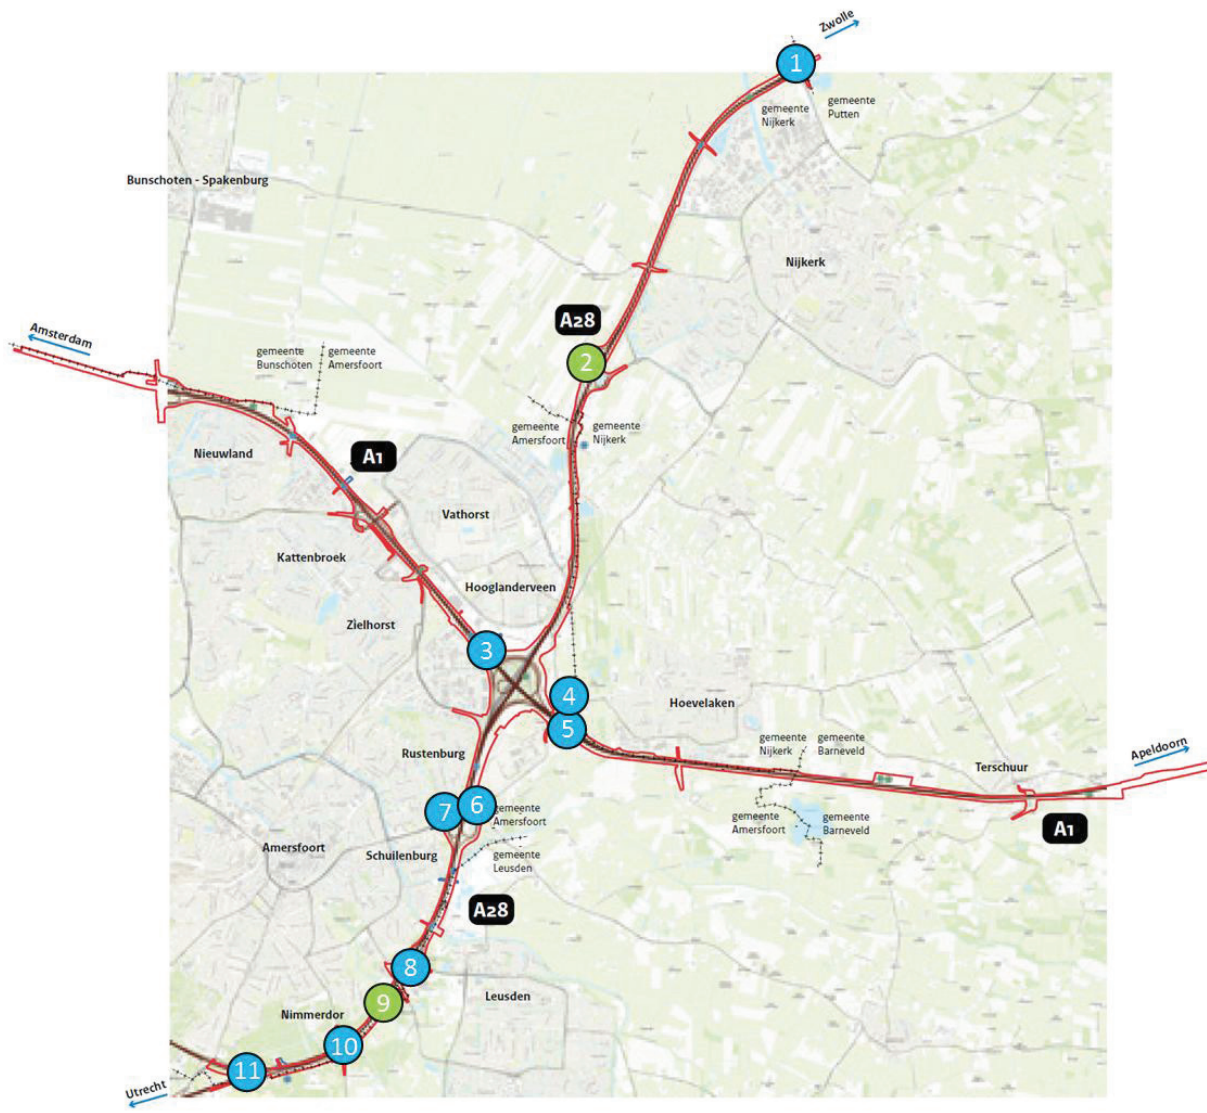 Zwolle
1
gemeente
Putten
gemeente
Nijkerk
Bunschoten - Spakenburg
Nijkerk
A28
Amsterdam
2
gemeente
Bunschoten
gemeente
Amersfoort
gemeente
Amersfoort
gemeente
Nijkerk
Nieuwland
A1
Vathorst
Kattenbroek
Hooglanderveen
Zielhorst
3
4
Hoevelaken
5
Rustenburg
gemeente
Nijkerk
gemeente
Barneveld
Apeldoorn
Terschuur
7
6
gemeente
Amersfoort
gemeente
Amersfoort
gemeente
Barneveld
A1
Amersfoort
Schuilenburg
gemeente
Leusden
A28
8
9
Leusden
Nimmerdor
10
11
Utrecht